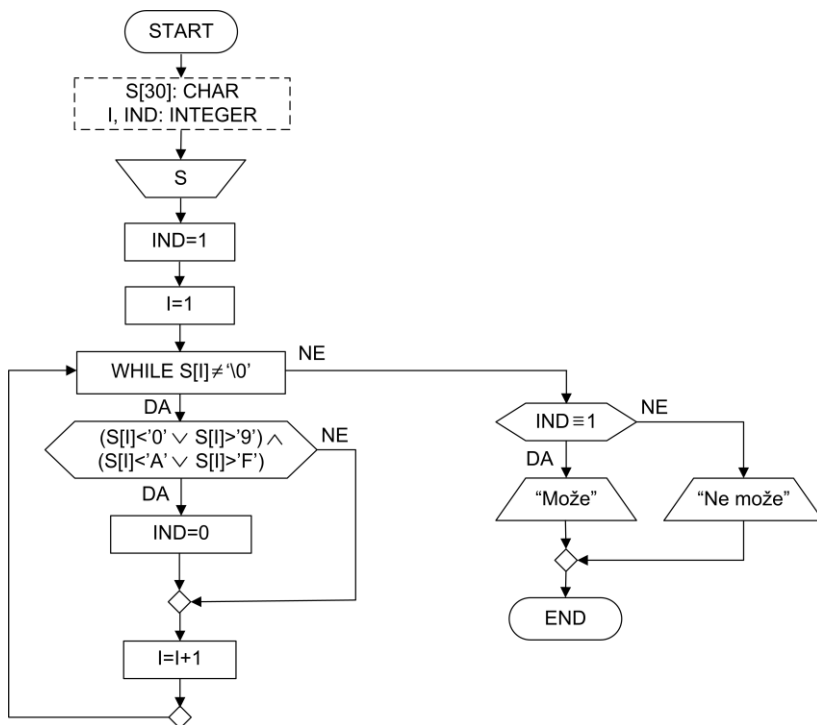 START
S[30]: CHAR
I, IND: INTEGER
S
IND=1
I=1
WHILE S[I]≠‘\0’
NE
DA
(S[I]<'0' ∨ S[I]>'9') ∧
(S[I]<'A' ∨ S[I]>'F')
NE
DA
IND=0
I=I+1
IND≡1
NE
DA
“Može”
“Ne može”
END